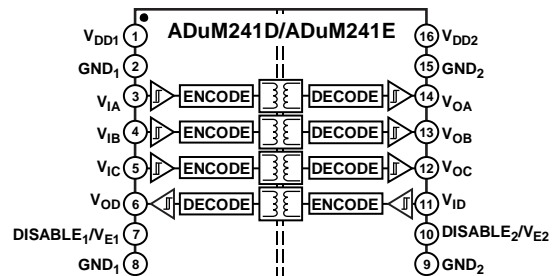 ADuM241D/ADuM241E
VDD1 1 16 VDD2
GND1 2 15 GND2
VIA 3 ENCODE DECODE 14 VOA
VIB 4 ENCODE DECODE 13 VOB
VIC 5 ENCODE DECODE 12 VOC
VOD 6 DECODE ENCODE 11 VID
DISABLE1/VE1 7 10 DISABLE2/VE2
GND1 8 9 GND2